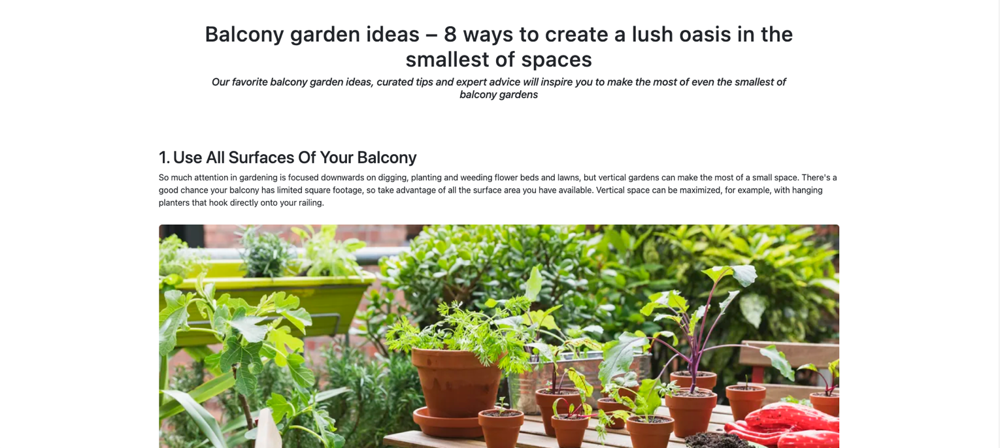 Balcony garden ideas – 8 ways to create a lush oasis in the
smallest of spaces
Our favorite balcony garden ideas, curated tips and expert advice will inspire you to make the most of even the smallest of
balcony gardens
1. Use All Surfaces Of Your Balcony
So much attention in gardening is focused downwards on digging, planting and weeding flower beds and lawns, but vertical gardens can make the most of a small space. There's a
good chance your balcony has limited square footage, so take advantage of all the surface area you have available. Vertical space can be maximized, for example, with hanging
planters that hook directly onto your railing.